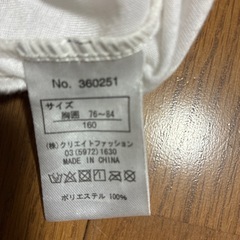 No. 360251
サイズ
胸囲 76～84
160
(株)クリエイトファッション
03(5972)1630
MADE IN CHINA
ポリエステル 100%